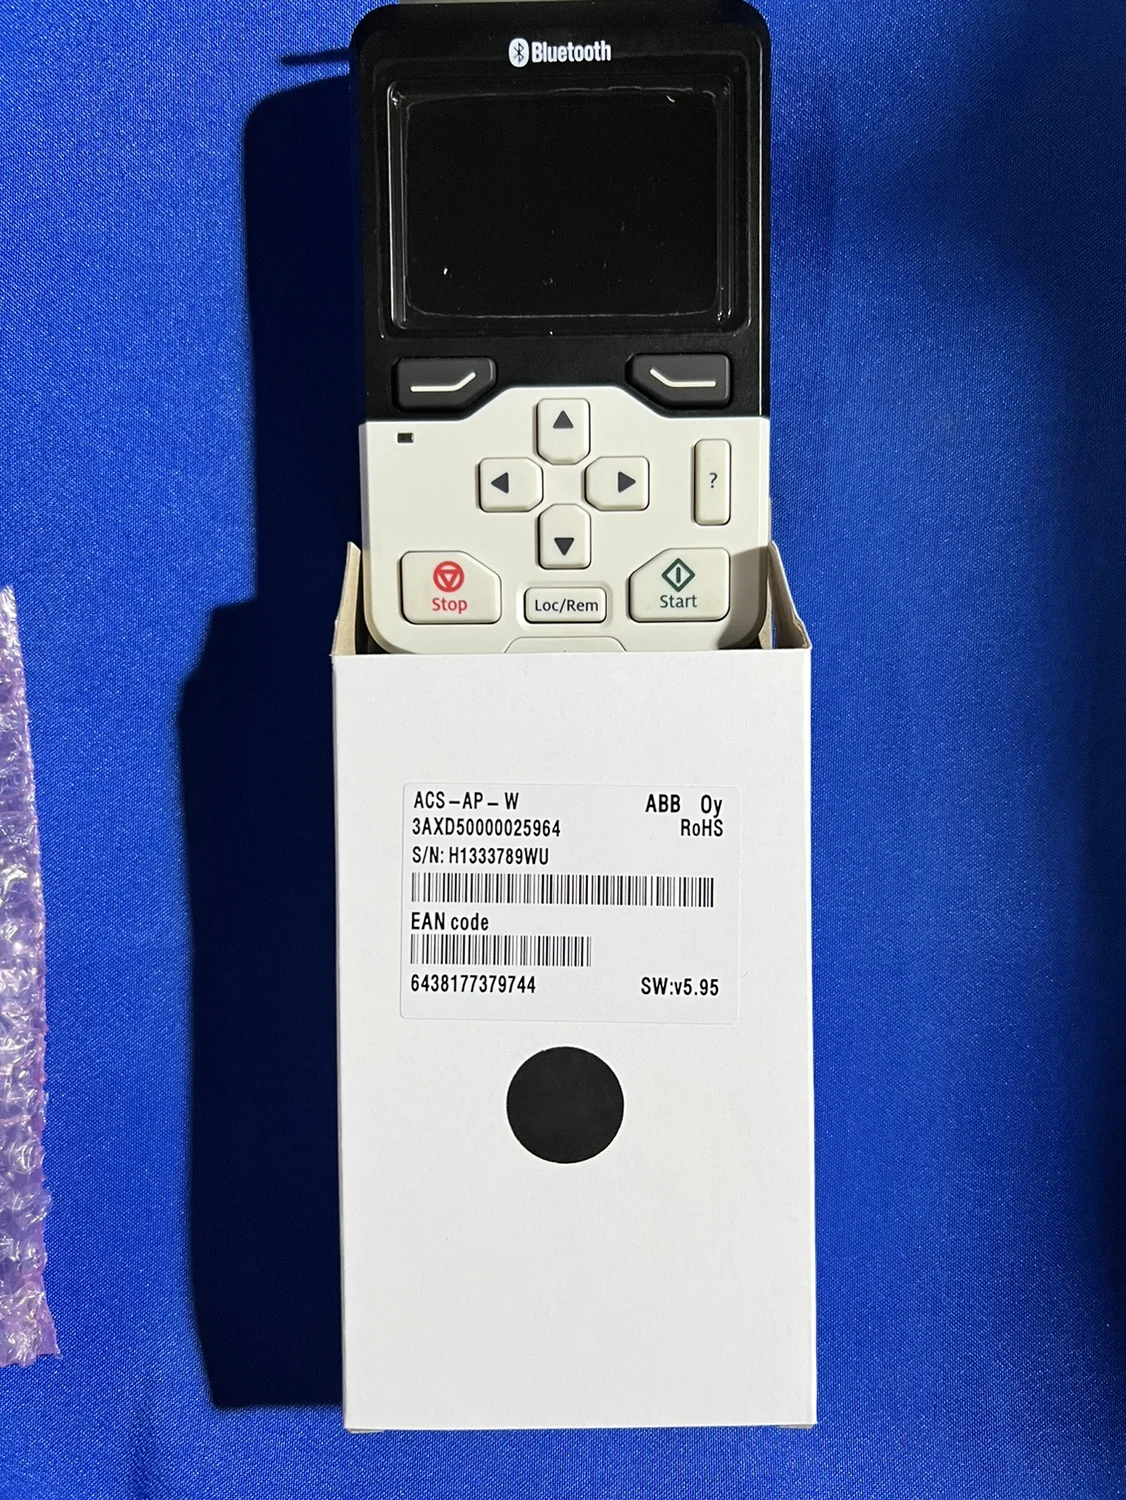 Bluetooth
?
Stop
Loc/Rem
Start
ACS-AP-W
ABB Oy
3AXD50000025964
RoHS
S/N: H1333789WU
EAN code
6438177379744
SW:v5.95